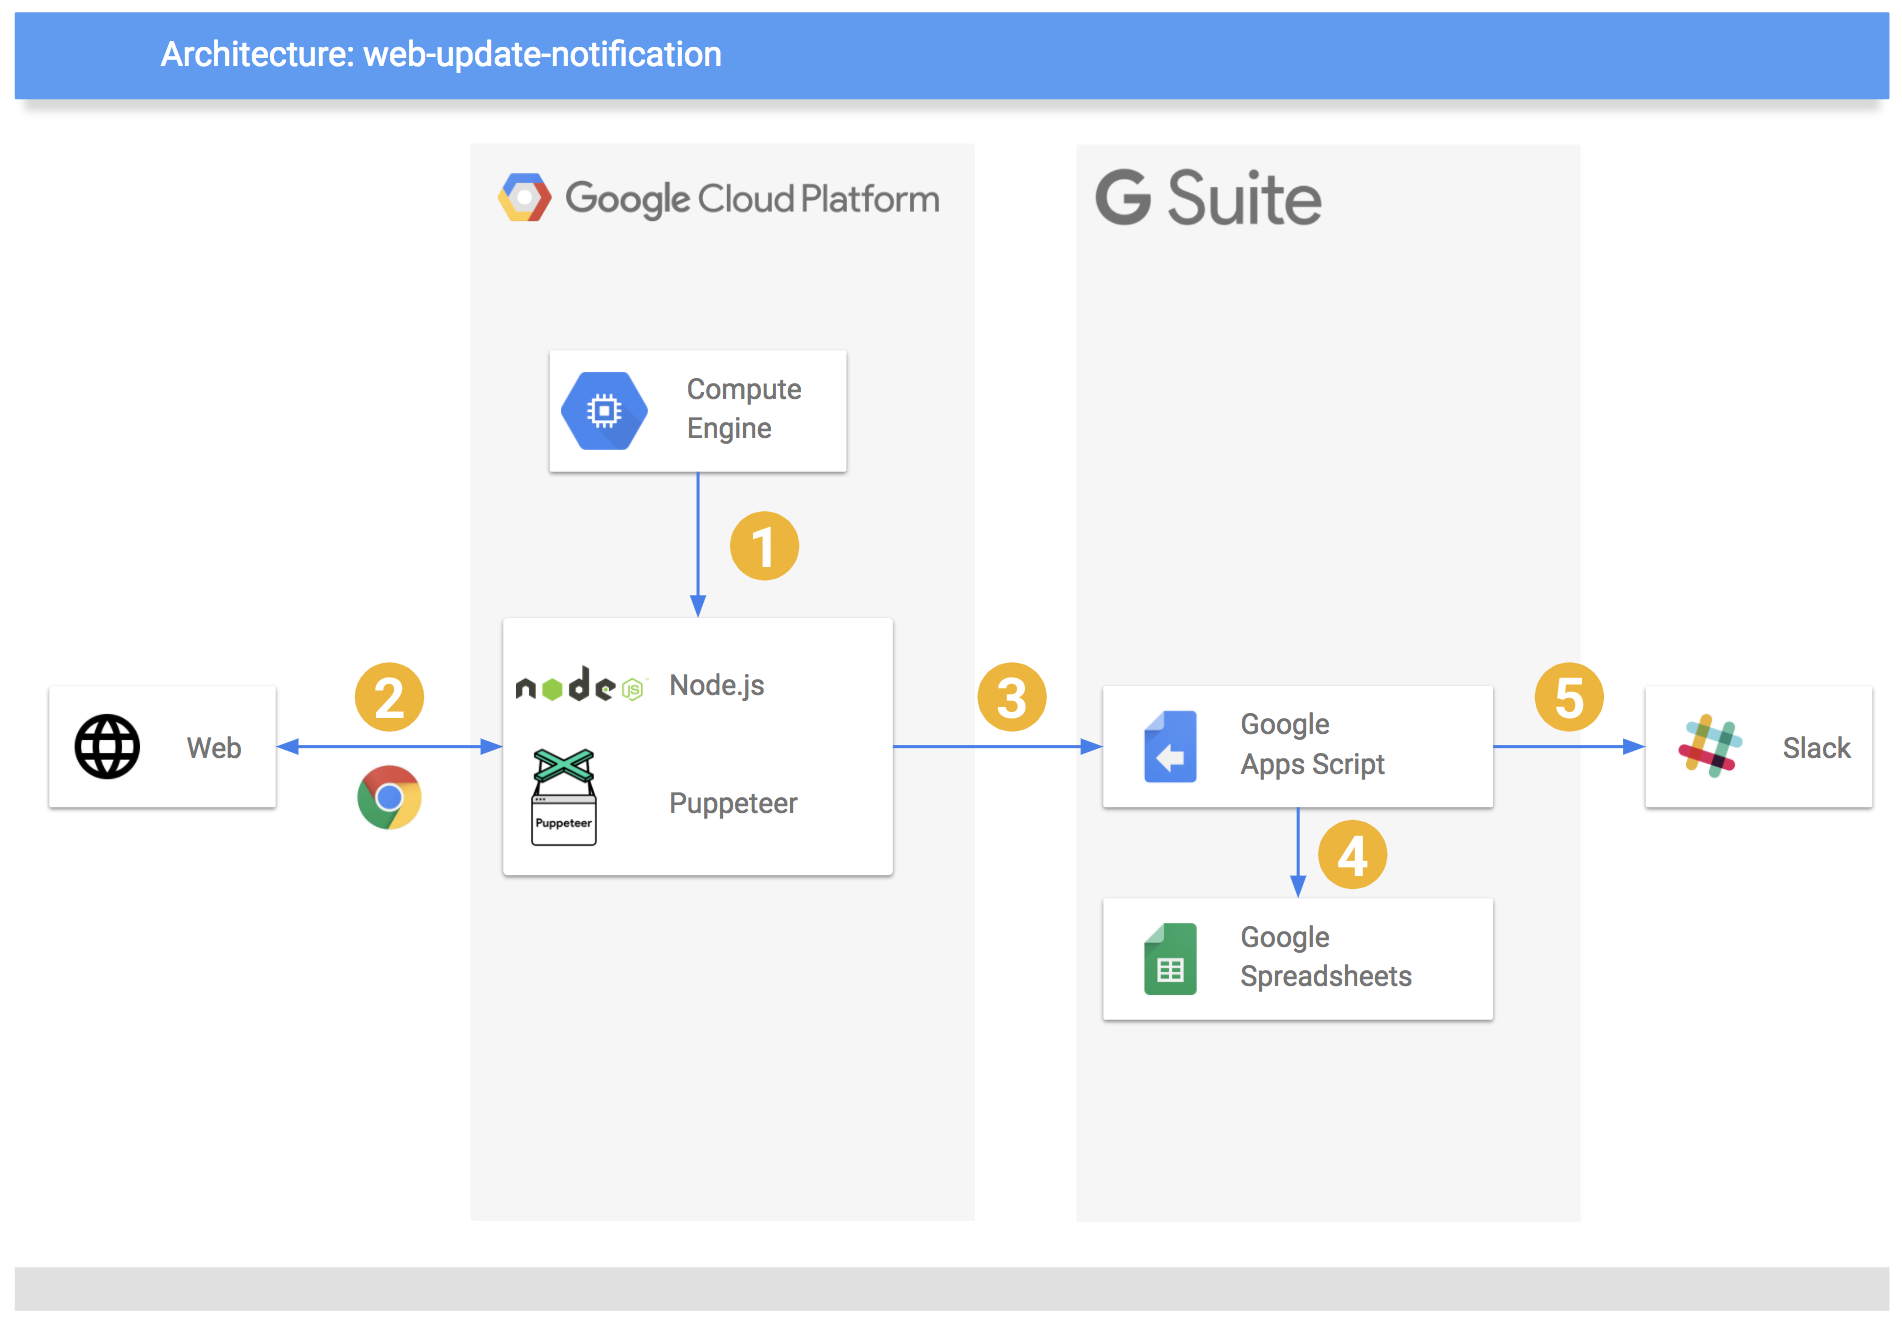 Architecture: web-update-notification
Google Cloud Platform
G Suite
Compute
Engine
1
node JS
Node.js
Puppeteer
Puppeteer
2
Web
3
Google
Apps Script
4
Google
Spreadsheets
5
Slack